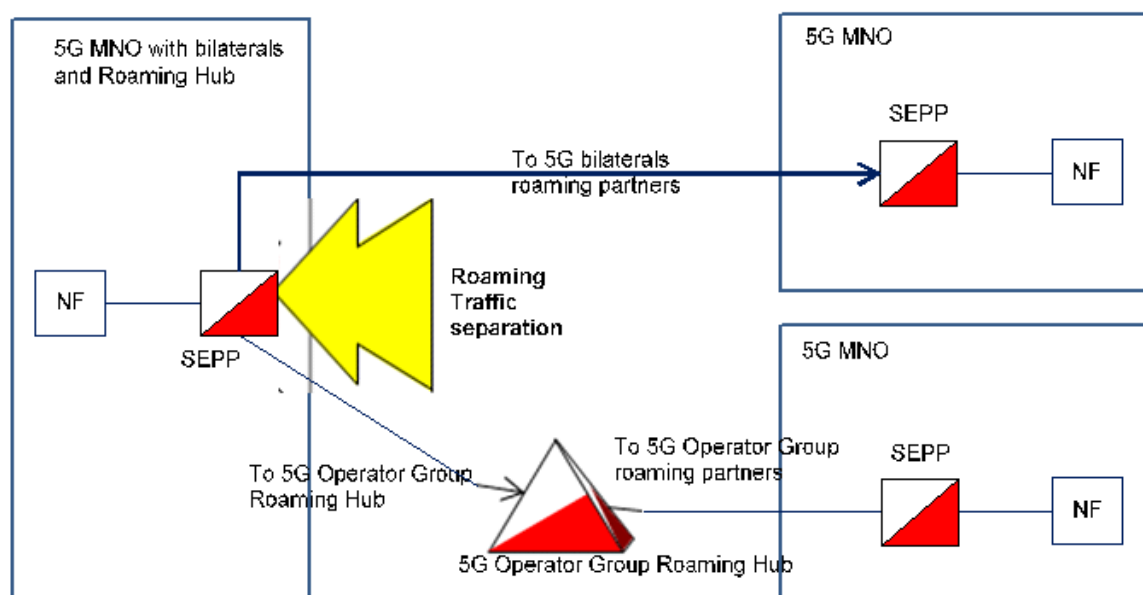 5G MNO with bilaterals
and Roaming Hub
5G MNO
SEPP
NF
To 5G bilaterals
roaming partners
NF
SEPP
Roaming
Traffic
separation
5G MNO
SEPP
NF
To 5G Operator Group
Roaming Hub
To 5G Operator Group
roaming partners
5G Operator Group Roaming Hub